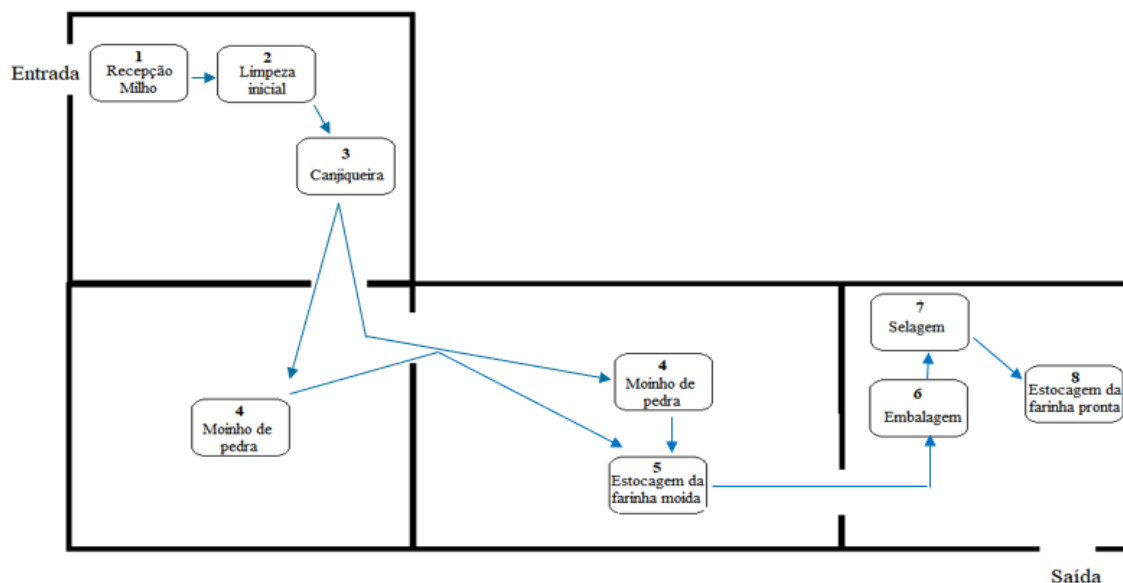 Entrada
1
Recepção
Milho
2
Limpeza
inicial
3
Canjiqueira
4
Moinho de
pedra
4
Moinho de
pedra
5
Estocagem da
farinha moida
6
Embalagem
7
Selagem
8
Estocagem da
farinha pronta
Saída